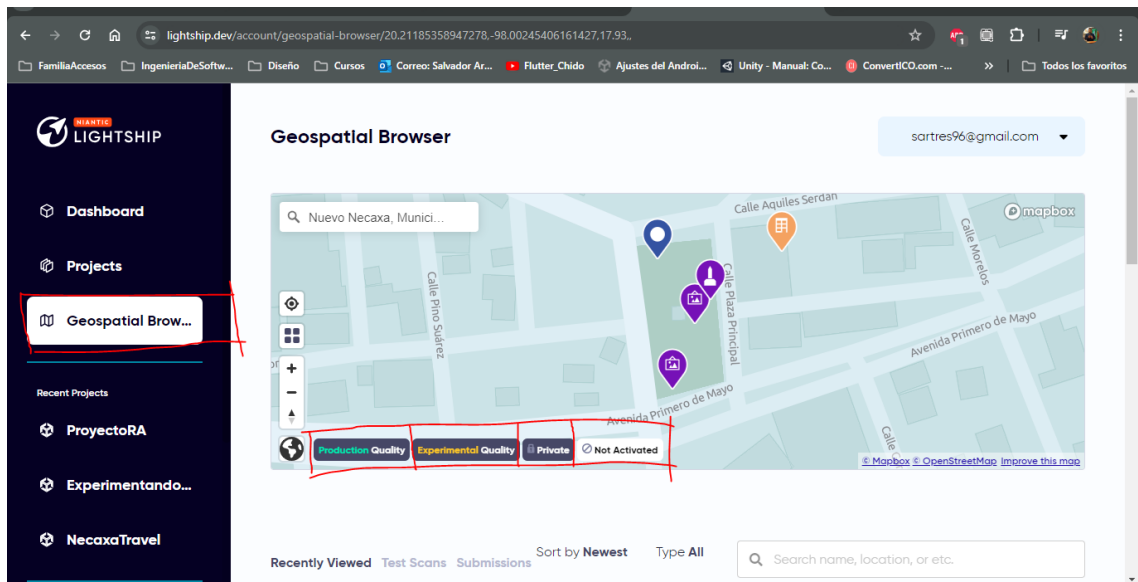 lightship.dev/account/geospatial-browser/20.21185358947278,-98.00245406161427,17.93,,
FamiliaAccesos IngenieriaDeSoftw... Diseño Cursos Correo: Salvador Ar... Flutter_Chido Ajustes del Androi... Unity - Manual: Co... ConvertICO.com -... » Todos los favoritos
NIANTIC
LIGHTSHIP
Geospatial Browser
sartres96@gmail.com
Dashboard
Projects
Geospatial Brow...
Recent Projects
ProyectoRA
Experimentando...
NecaxaTravel
Nuevo Necaxa, Munici...
Calle Aquiles Serdán
mapbox
Calle Morelos
Calle Pino Suárez
Calle Plaza Principal
Avenida Primero de Mayo
Avenida Primero de Mayo
Production Quality Experimental Quality Private Not Activated
© Mapbox © OpenStreetMap Improve this map
Recently Viewed Test Scans Submissions
Sort by Newest Type All
Search name, location, or etc.